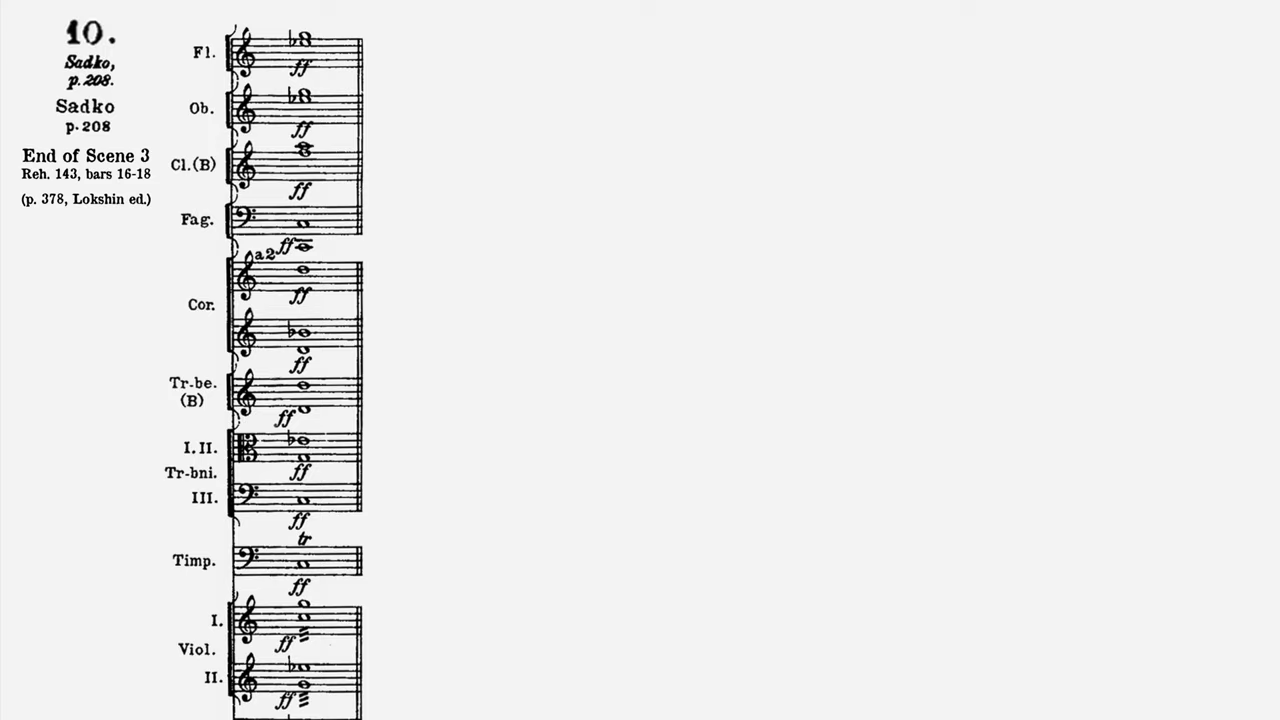 10.
Sadko,
p. 208.
Sadko
p. 208
End of Scene 3
Reh. 143, bars 16-18
(p. 378, Lokshin ed.)
Fl.
ff
Ob.
ff
Cl.(B)
ff
Fag.
ff
a2
Cor.
ff
ff
Tr-be.
(B)
ff
I. II.
ff
Tr-bni.
III.
ff
tr
Timp.
ff
I.
ff
Viol.
II.
ff